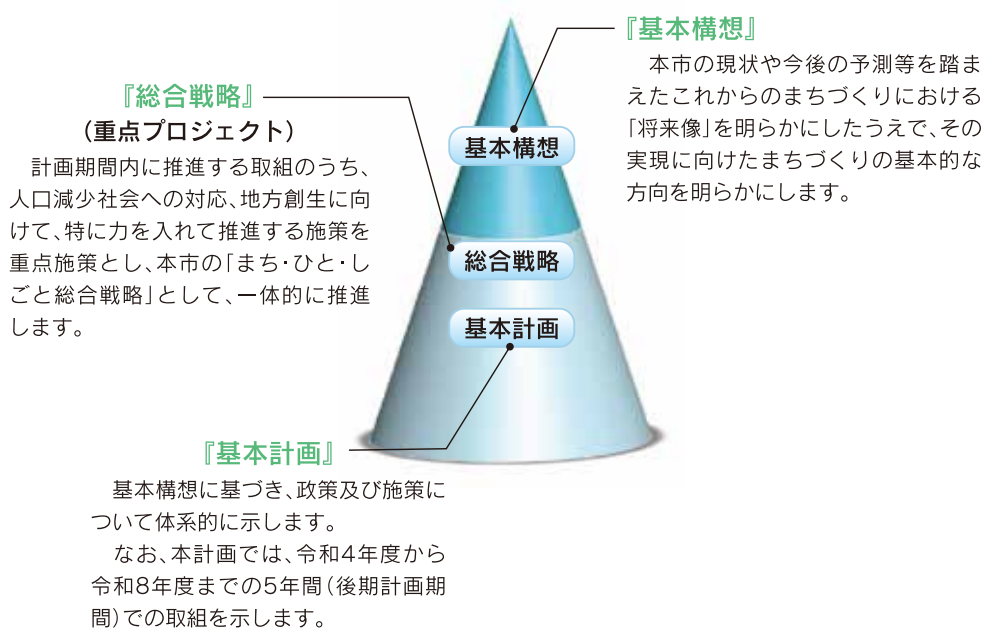 『基本構想』
本市の現状や今後の予測等を踏ま
えたこれからのまちづくりにおける
「将来像」を明らかにしたうえで、その
実現に向けたまちづくりの基本的な
方向を明らかにします。
『総合戦略』
（重点プロジェクト）
計画期間内に推進する取組のうち、
人口減少社会への対応、地方創生に向
けて、特に力を入れて推進する施策を
重点施策とし、本市の「まち・ひと・し
ごと総合戦略」として、一体的に推進
します。
基本構想
総合戦略
基本計画
『基本計画』
基本構想に基づき、政策及び施策に
ついて体系的に示します。
なお、本計画では、令和4年度から
令和8年度までの5年間（後期計画期
間）での取組を示します。